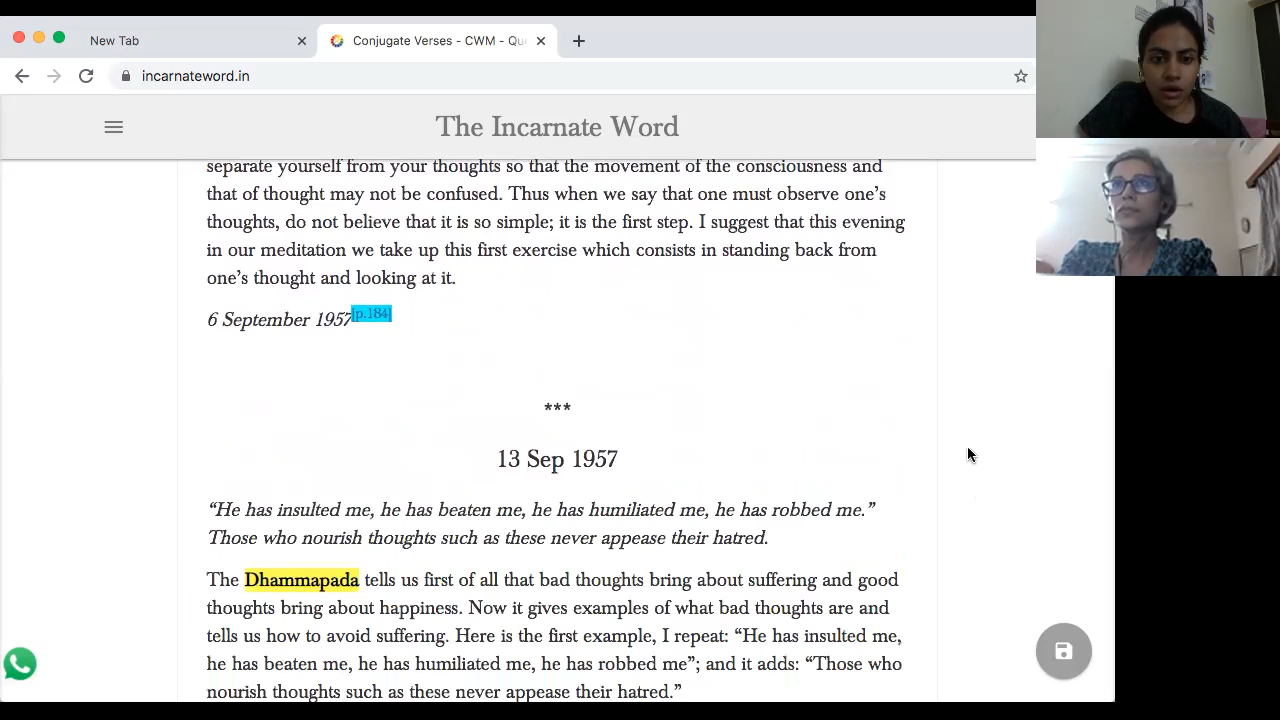 New Tab
Conjugate Verses - CWM - Qu
incarnateword.in
The Incarnate Word
separate yourself from your thoughts so that the movement of the consciousness and
that of thought may not be confused. Thus when we say that one must observe one’s
thoughts, do not believe that it is so simple; it is the first step. I suggest that this evening
in our meditation we take up this first exercise which consists in standing back from
one’s thought and looking at it.
6 September 1957[p.184]
***
13 Sep 1957
“He has insulted me, he has beaten me, he has humiliated me, he has robbed me.”
Those who nourish thoughts such as these never appease their hatred.
The Dhammapada tells us first of all that bad thoughts bring about suffering and good
thoughts bring about happiness. Now it gives examples of what bad thoughts are and
tells us how to avoid suffering. Here is the first example, I repeat: “He has insulted me,
he has beaten me, he has humiliated me, he has robbed me”; and it adds: “Those who
nourish thoughts such as these never appease their hatred.”